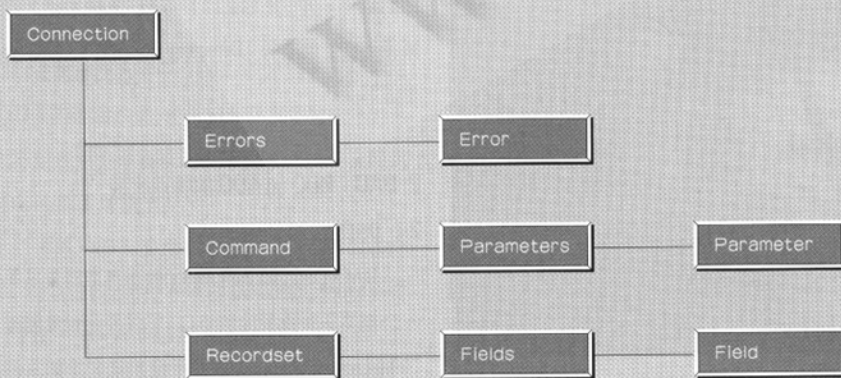 Connection
Errors Error
Command Parameters Parameter
Recordset Fields Field